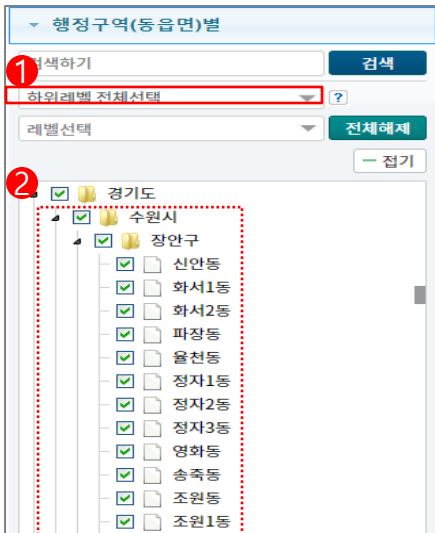 행정구역(동읍면)별
검색하기 검색
1
하위레벨 전체선택 ?
레벨선택 전체해제
접기
2
경기도
수원시
장안구
신안동
화서1동
화서2동
파장동
율천동
정자1동
정자2동
정자3동
영화동
송죽동
조원동
조원1동